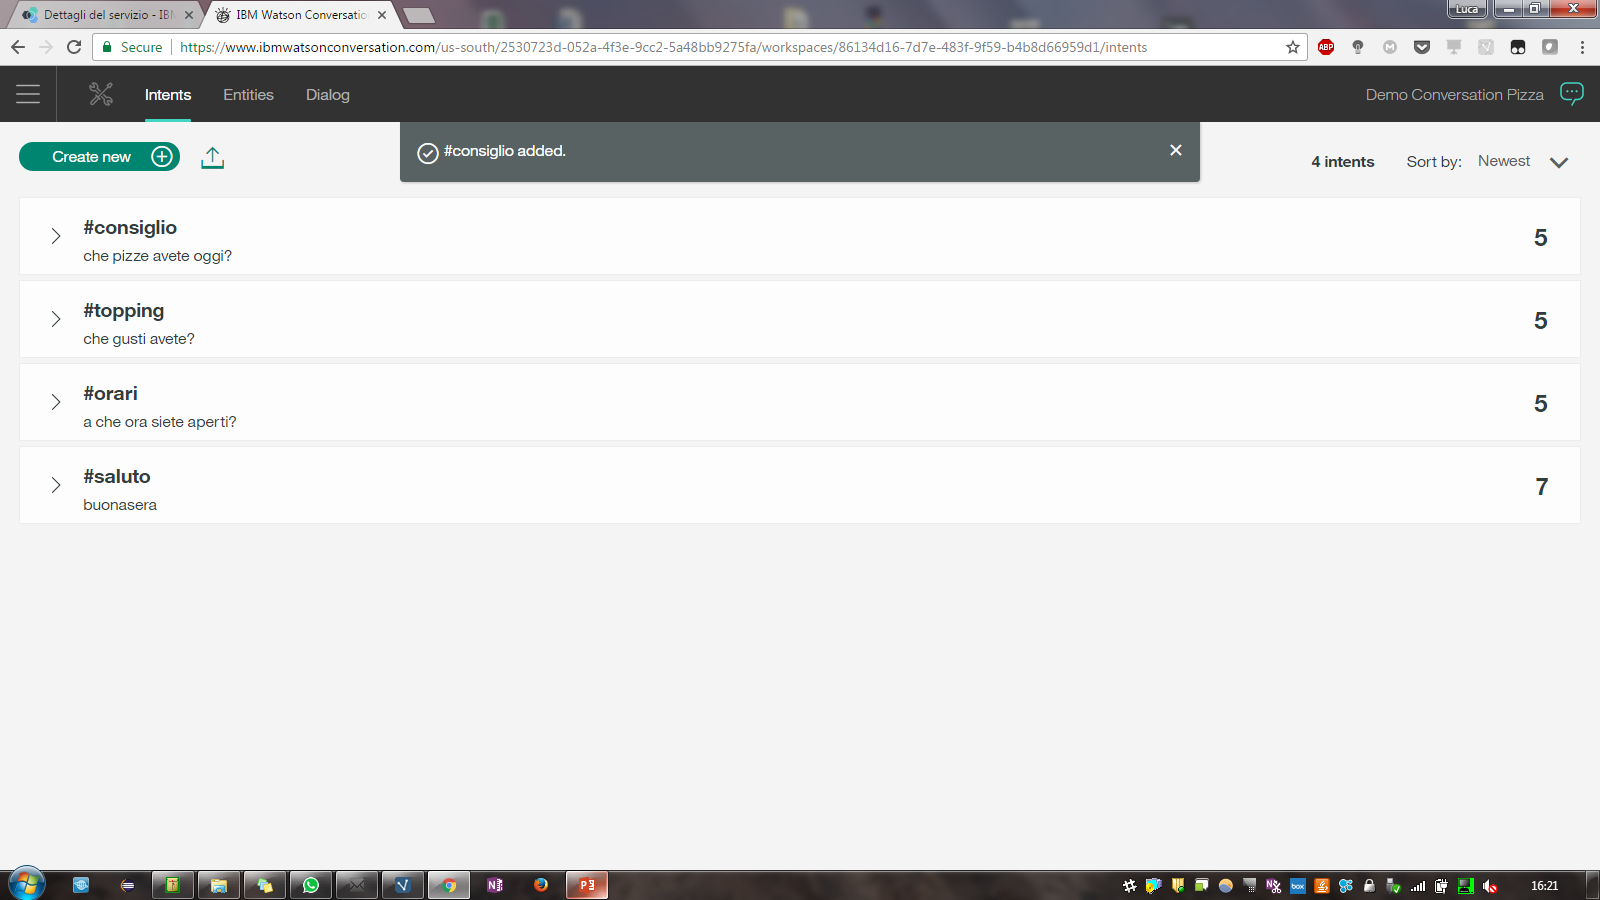 Dettagli del servizio - IBM
IBM Watson Conversatio
Luca
Secure
https://www.ibmwatsonconversation.com/us-south/2530723d-052a-4f3e-9cc2-5a48bb9275fa/workspaces/86134d16-7d7e-483f-9f59-b4b8d66959d1/intents
ABP
M
Intents
Entities
Dialog
Demo Conversation Pizza
Create new
#consiglio added.
4 intents
Sort by:
Newest
#consiglio
che pizze avete oggi?
5
#topping
che gusti avete?
5
#orari
a che ora siete aperti?
5
#saluto
buonasera
7
box
16:21